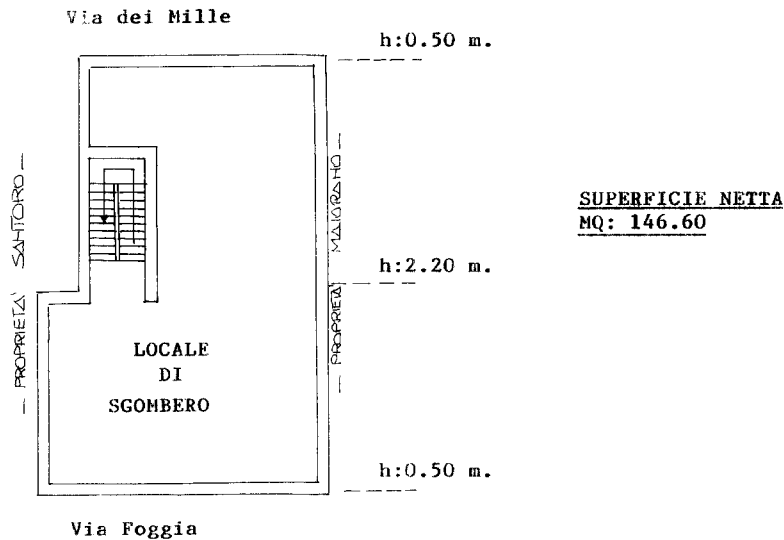 Via dei Mille
h:0.50 m.
— PROPRIETA' SANTORO —
PROPRIETA' MAIORANO —
SUPERFICIE NETTA
MQ: 146.60
h:2.20 m.
LOCALE
DI
SGOMBERO
h:0.50 m.
Via Foggia